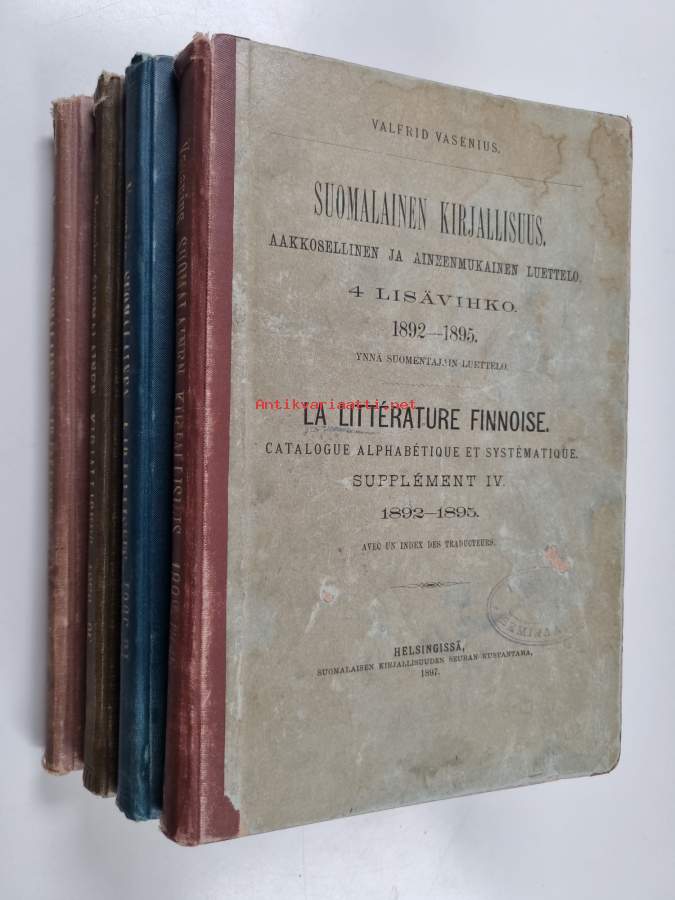 VALFRID VASENIUS.
SUOMALAINEN KIRJALLISUUS.
AAKKOSELLINEN JA AINEENMUKAINEN LUETTELO.
4 LISÄVIHKO.
1892—1895.
YNNÄ SUOMENTAJAIN LUETTELO.
Antikvariaatti.net
LA LITTÉRATURE FINNOISE.
CATALOGUE ALPHABÉTIQUE ET SYSTÉMATIQUE.
SUPPLÉMENT IV.
1892—1895.
AVEC UN INDEX DES TRADUCTEURS.
HELSINGISSÄ,
SUOMALAISEN KIRJALLISUUDEN SEURAN KUSTANTAMA,
1897.
SUOMALAINEN KIRJALLISUUS